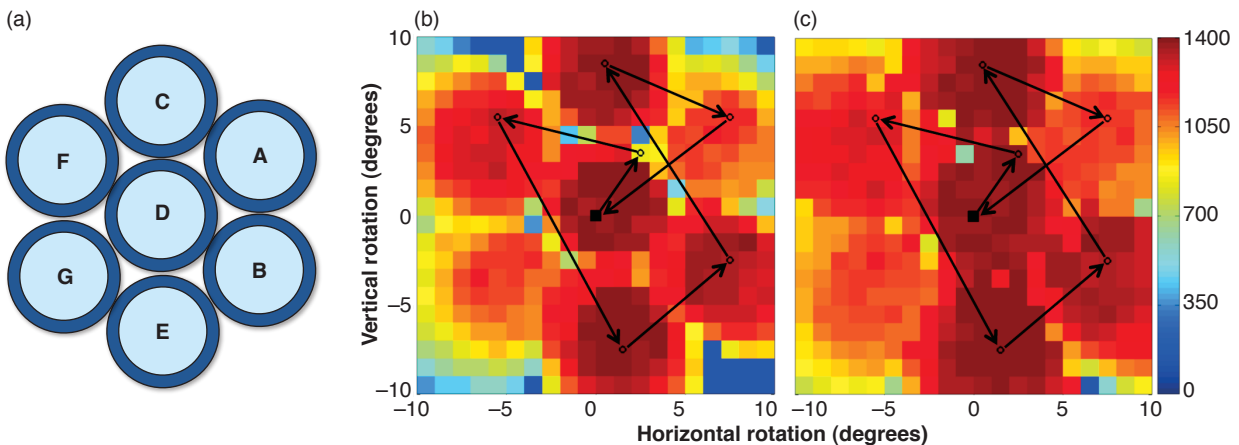 (a)
C
F
A
D
G
B
E
(b)
(c)
Vertical rotation (degrees)
10
5
0
−5
−10
−10
−5
0
5
10
−10
−5
0
5
10
Horizontal rotation (degrees)
1400
1050
700
350
0